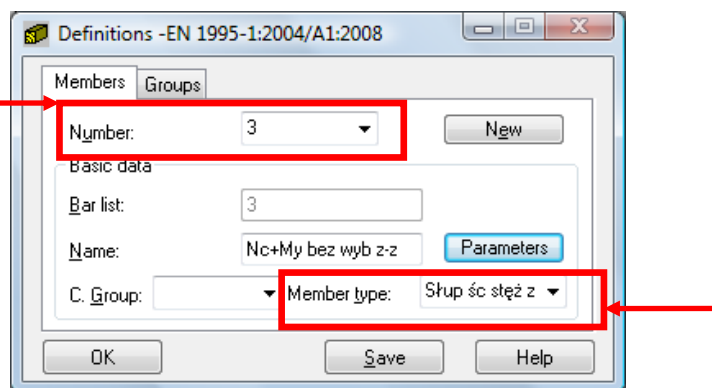 Definitions -EN 1995-1:2004/A1:2008
Members Groups
Number: 3 New
Basic data
Bar list: 3
Name: Nc+My bez wyb z-z Parameters
C. Group: Member type: Słup śc stęż z
OK Save Help